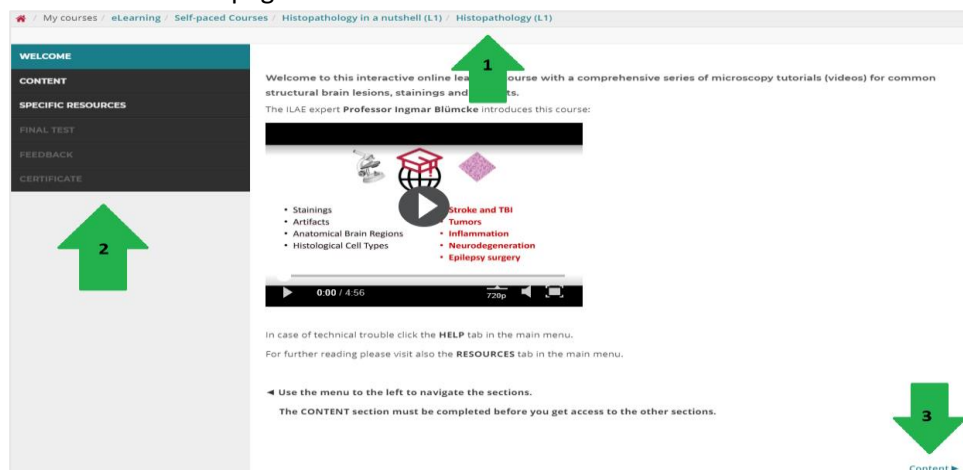 / My courses / eLearning / Self-paced Courses / Histopathology in a nutshell (L1) / Histopathology (L1)
WELCOME
CONTENT
SPECIFIC RESOURCES
FINAL TEST
FEEDBACK
CERTIFICATE
2
1
Welcome to this interactive online course with a comprehensive series of microscopy tutorials (videos) for common
structural brain lesions, stainings and
The ILAE expert Professor Ingmar Blümcke introduces this course:
• Stainings
• Artifacts
• Anatomical Brain Regions
• Histological Cell Types
Stroke and TBI
• Tumors
• Inflammation
• Neurodegeneration
• Epilepsy surgery
0:00 / 4:56
720p
In case of technical trouble click the HELP tab in the main menu.
For further reading please visit also the RESOURCES tab in the main menu.
◄ Use the menu to the left to navigate the sections.
The CONTENT section must be completed before you get access to the other sections.
3
Content ►